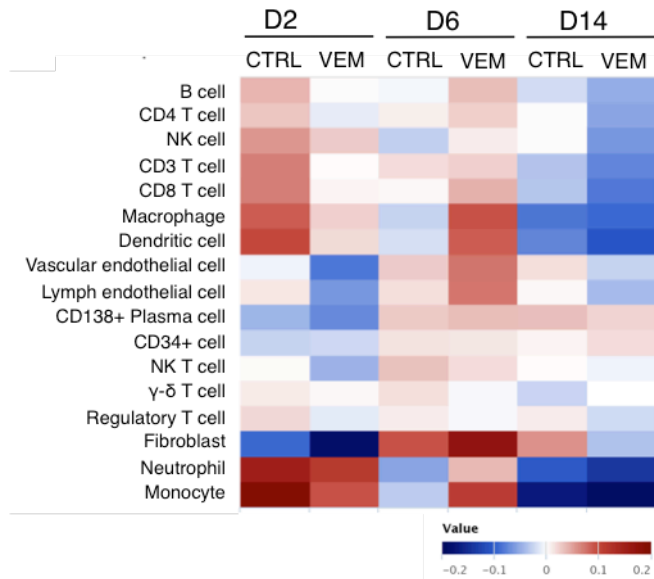 D2 D6 D14
CTRL VEM CTRL VEM CTRL VEM
B cell
CD4 T cell
NK cell
CD3 T cell
CD8 T cell
Macrophage
Dendritic cell
Vascular endothelial cell
Lymph endothelial cell
CD138+ Plasma cell
CD34+ cell
NK T cell
γ-δ T cell
Regulatory T cell
Fibroblast
Neutrophil
Monocyte
Value
-0.2 -0.1 0 0.1 0.2